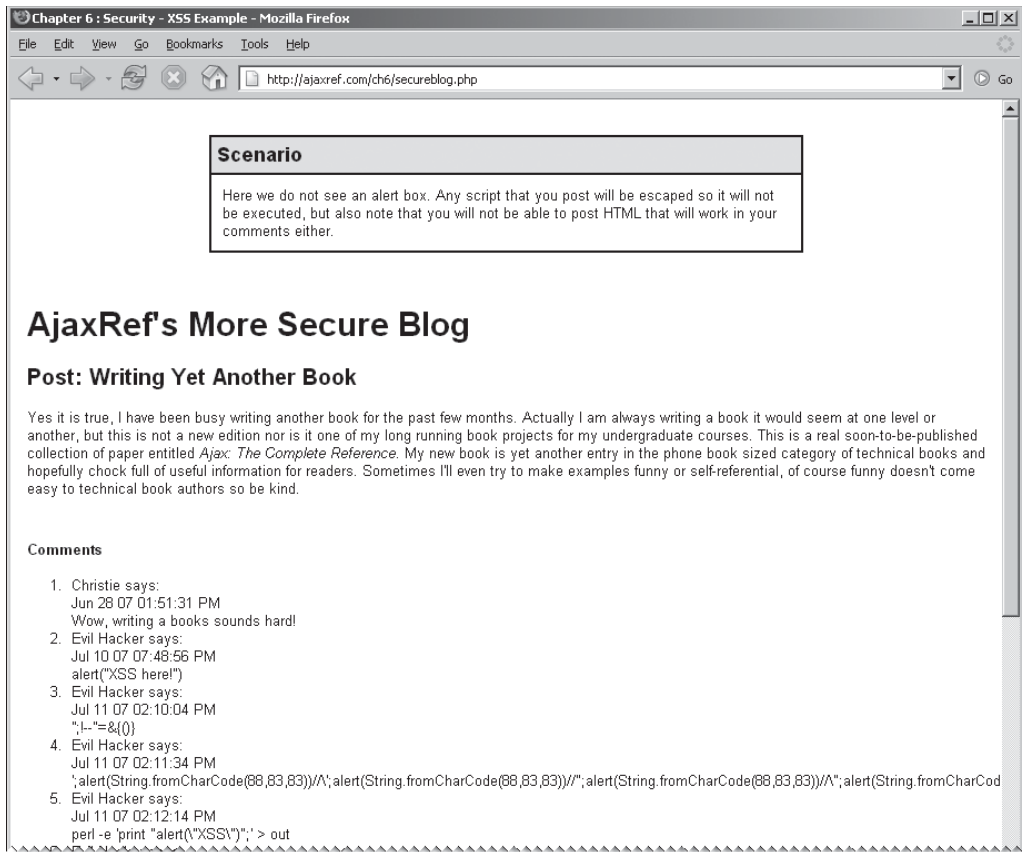 Chapter 6 : Security - XSS Example - Mozilla Firefox
File Edit View Go Bookmarks Tools Help
http://ajaxref.com/ch6/secureblog.php Go
Scenario
Here we do not see an alert box. Any script that you post will be escaped so it will not
be executed, but also note that you will not be able to post HTML that will work in your
comments either.
AjaxRef's More Secure Blog
Post: Writing Yet Another Book
Yes it is true, I have been busy writing another book for the past few months. Actually I am always writing a book it would seem at one level or
another, but this is not a new edition nor is it one of my long running book projects for my undergraduate courses. This is a real soon-to-be-published
collection of paper entitled Ajax: The Complete Reference. My new book is yet another entry in the phone book sized category of technical books and
hopefully chock full of useful information for readers. Sometimes I'll even try to make examples funny or self-referential, of course funny doesn't come
easy to technical book authors so be kind.
Comments
1. Christie says:
Jun 28 07 01:51:31 PM
Wow, writing a books sounds hard!
2. Evil Hacker says:
Jul 10 07 07:48:56 PM
alert("XSS here!")
3. Evil Hacker says:
Jul 11 07 02:10:04 PM
";!--"=&{()}
4. Evil Hacker says:
Jul 11 07 02:11:34 PM
';alert(String.fromCharCode(88,83,83))//\';alert(String.fromCharCode(88,83,83))//";alert(String.fromCharCode(88,83,83))//\";alert(String.fromCharCod
5. Evil Hacker says:
Jul 11 07 02:12:14 PM
perl -e 'print "alert(\"XSS\")";' > out